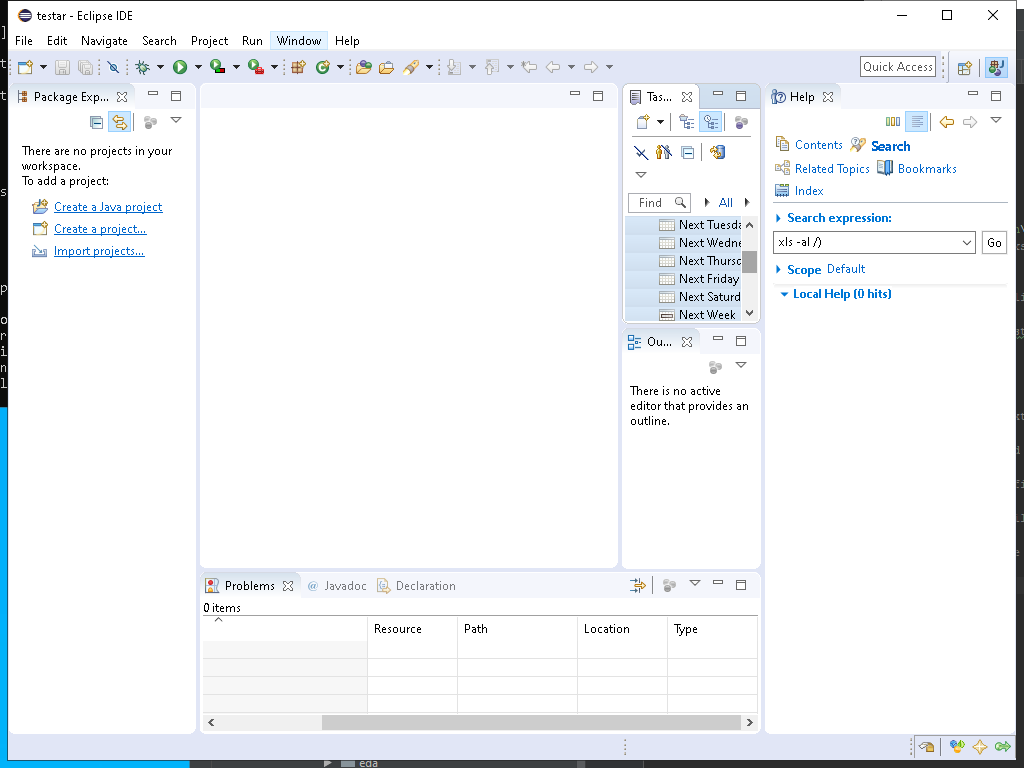 testar - Eclipse IDE
File Edit Navigate Search Project Run Window Help
Quick Access
Package Exp...
There are no projects in your
workspace.
To add a project:
Create a Java project
Create a project...
Import projects...
Tas...
Find
All
Next Tuesda
Next Wedne
Next Thursd
Next Friday
Next Saturd
Next Week
Ou...
There is no active
editor that provides an
outline.
Help
Contents Search
Related Topics Bookmarks
Index
Search expression:
xls -al /)
Go
Scope Default
Local Help (0 hits)
Problems @ Javadoc Declaration
0 items
Resource Path Location Type
eda